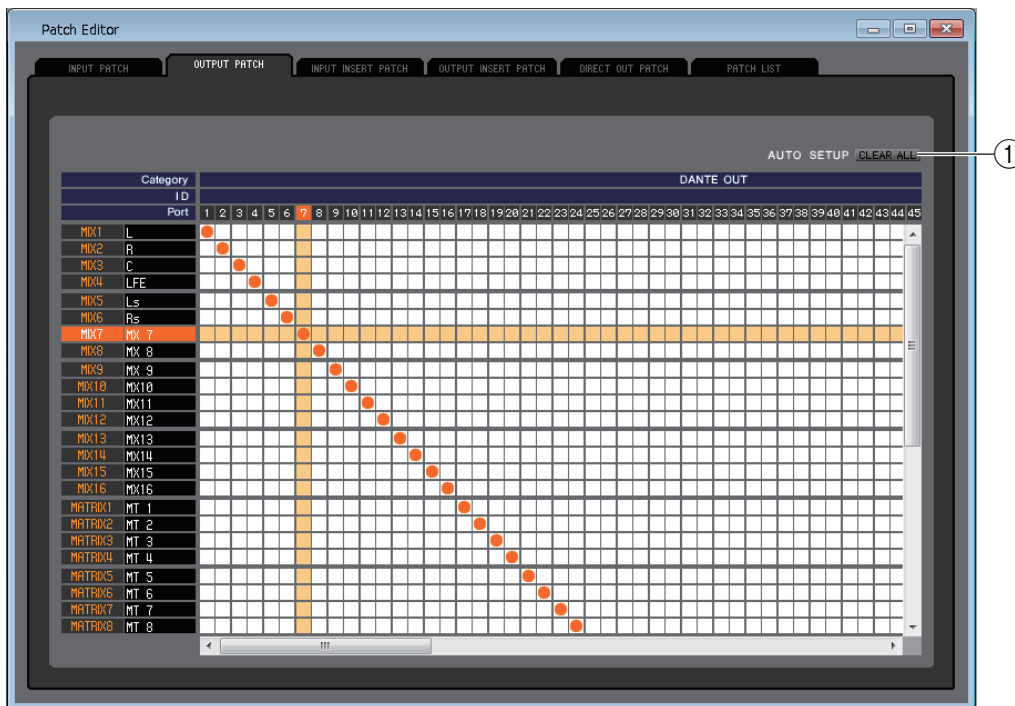 Patch Editor
INPUT PATCH OUTPUT PATCH INPUT INSERT PATCH OUTPUT INSERT PATCH DIRECT OUT PATCH PATCH LIST
AUTO SETUP CLEAR ALL 1
Category DANTE OUT
ID
Port 1 2 3 4 5 6 7 8 9 10 11 12 13 14 15 16 17 18 19 20 21 22 23 24 25 26 27 28 29 30 31 32 33 34 35 36 37 38 39 40 41 42 43 44 45
MIX1 L
MIX2 R
MIX3 C
MIX4 LFE
MIX5 Ls
MIX6 Rs
MIX7 MX 7
MIX8 MX 8
MIX9 MX 9
MIX10 MX10
MIX11 MX11
MIX12 MX12
MIX13 MX13
MIX14 MX14
MIX15 MX15
MIX16 MX16
MATRIX1 MT 1
MATRIX2 MT 2
MATRIX3 MT 3
MATRIX4 MT 4
MATRIX5 MT 5
MATRIX6 MT 6
MATRIX7 MT 7
MATRIX8 MT 8